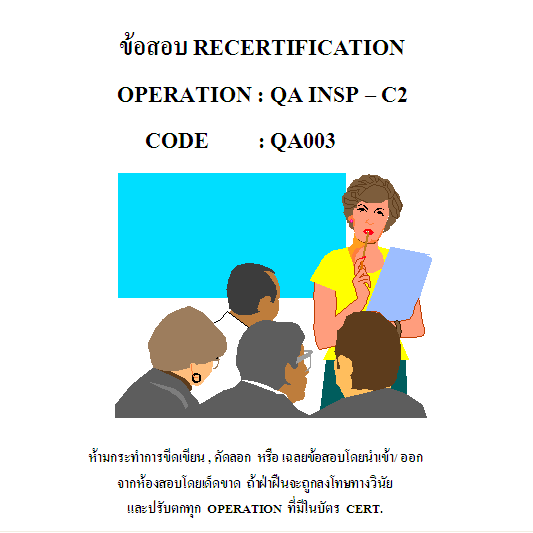 ข้อสอบ RECERTIFICATION
OPERATION : QA INSP – C2
CODE : QA003
ห้ามกระทำการขีดเขียน , คัดลอก หรือ เฉลยข้อสอบโดยนำเข้า/ ออก
จากห้องสอบโดยเด็ดขาด ถ้าฝ่าฝืนจะถูกลงโทษทางวินัย
และปรับตกทุก OPERATION ที่มีในบัตร CERT.